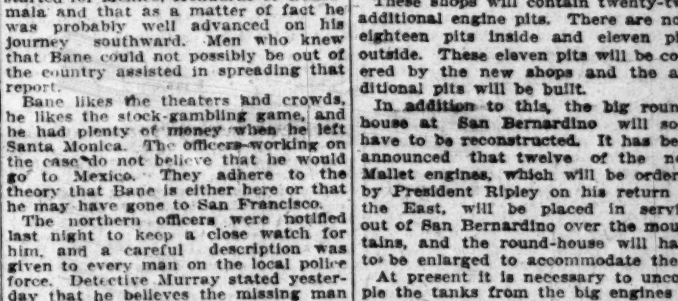 mala and that as a matter of fact he
was probably well advanced on his
journey southward. Men who knew
that Bane could not possibly be out of
the country assisted in spreading that
report.
Bane likes the theaters and crowds,
he likes the stock-gambling game, and
he had plenty of money when he left
Santa Monica. The officers working on
the case do not believe that he would
go to Mexico. They adhere to the
theory that Bane is either here or that
he may have gone to San Francisco.
The northern officers were notified
last night to keep a close watch for
him, and a careful description was
given to every man on the local police
force. Detective Murray stated yester-
day that he believes the missing man
These shops will contain
additional engine pits. There are
eighteen pits inside and eleven
outside. These eleven pits will be
ered by the new shops and the
ditional pits will be built.
In addition to this, the big
house at San Bernardino will
have to be reconstructed. It has
announced that twelve of the
Mallet engines, which will be
by President Ripley on his return
the East, will be placed in
out of San Bernardino over the
tains, and the round-house will
to be enlarged to accommodate
At present it is necessary to
ple the tanks from the big engines